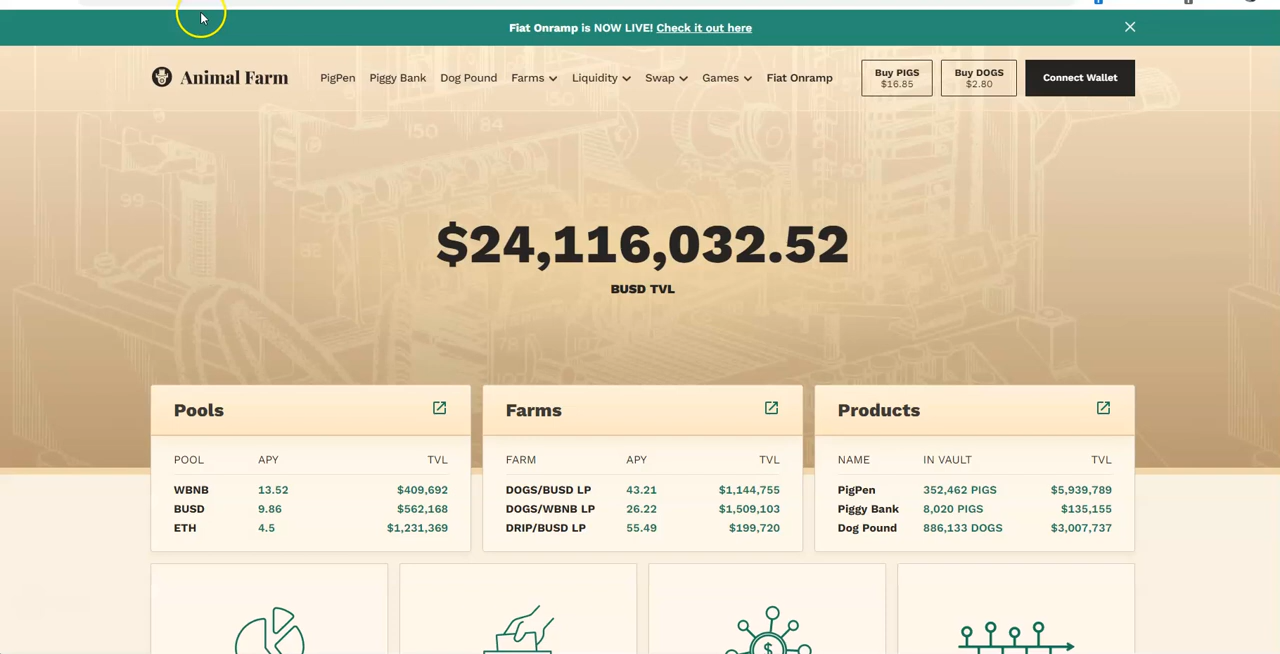 Fiat Onramp is NOW LIVE! Check it out here
Animal Farm
PigPen
Piggy Bank
Dog Pound
Farms
Liquidity
Swap
Games
Fiat Onramp
Buy PIGS
$16.85
Buy DOGS
$2.80
Connect Wallet
150
84
50
99
$24,116,032.52
BUSD TVL
Pools
POOL APY TVL
WBNB 13.52 $409,692
BUSD 9.86 $562,168
ETH 4.5 $1,231,369
Farms
FARM APY TVL
DOGS/BUSD LP 43.21 $1,144,755
DOGS/WBNB LP 26.22 $1,509,103
DRIP/BUSD LP 55.49 $199,720
Products
NAME IN VAULT TVL
PigPen 352,462 PIGS $5,939,789
Piggy Bank 8,020 PIGS $135,155
Dog Pound 886,133 DOGS $3,007,737